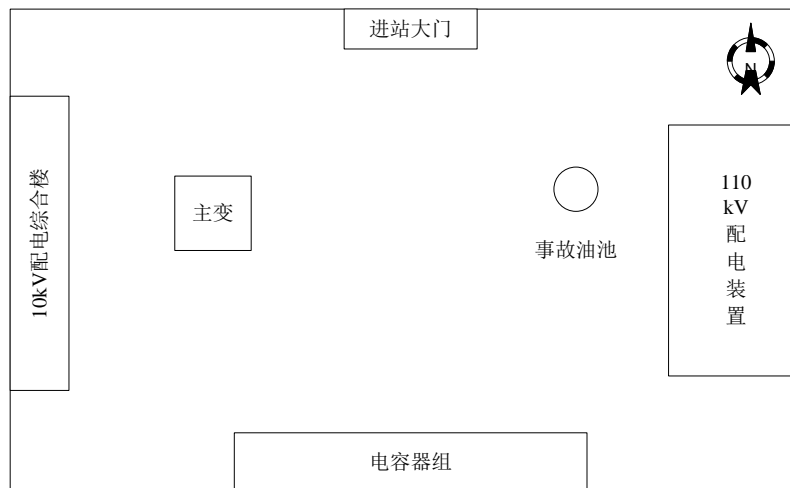 进站大门
N
10kV配电综合楼
主变
事故油池
110
kV
配
电
装
置
电容器组